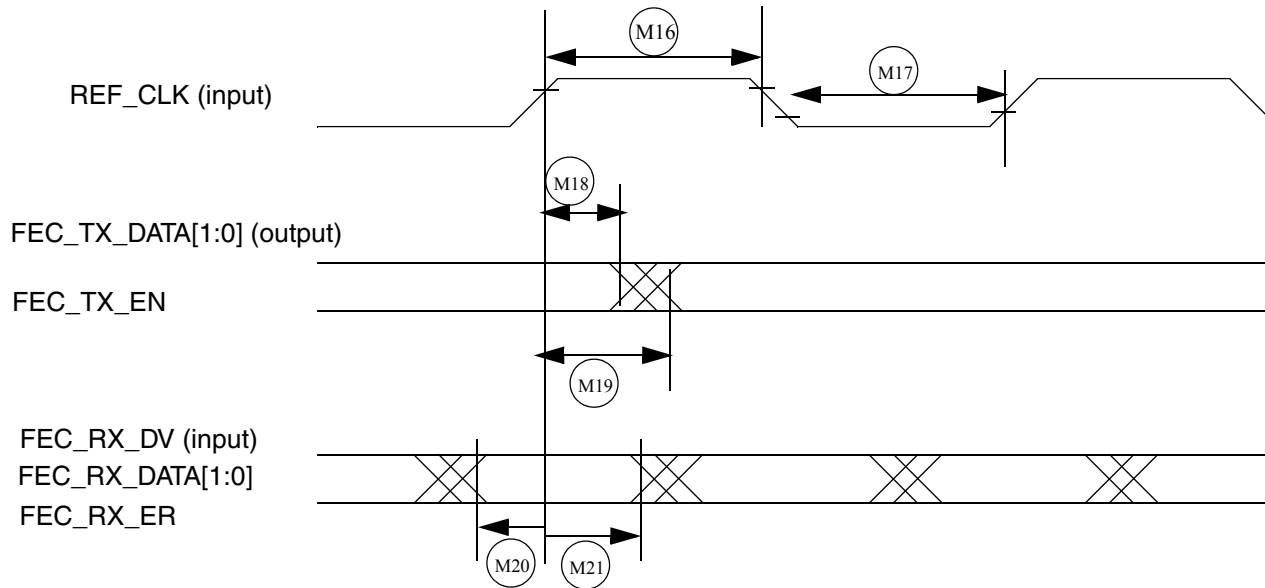 M16
REF_CLK (input)
M17
M18
FEC_TX_DATA[1:0] (output)
FEC_TX_EN
M19
FEC_RX_DV (input)
FEC_RX_DATA[1:0]
FEC_RX_ER
M20
M21